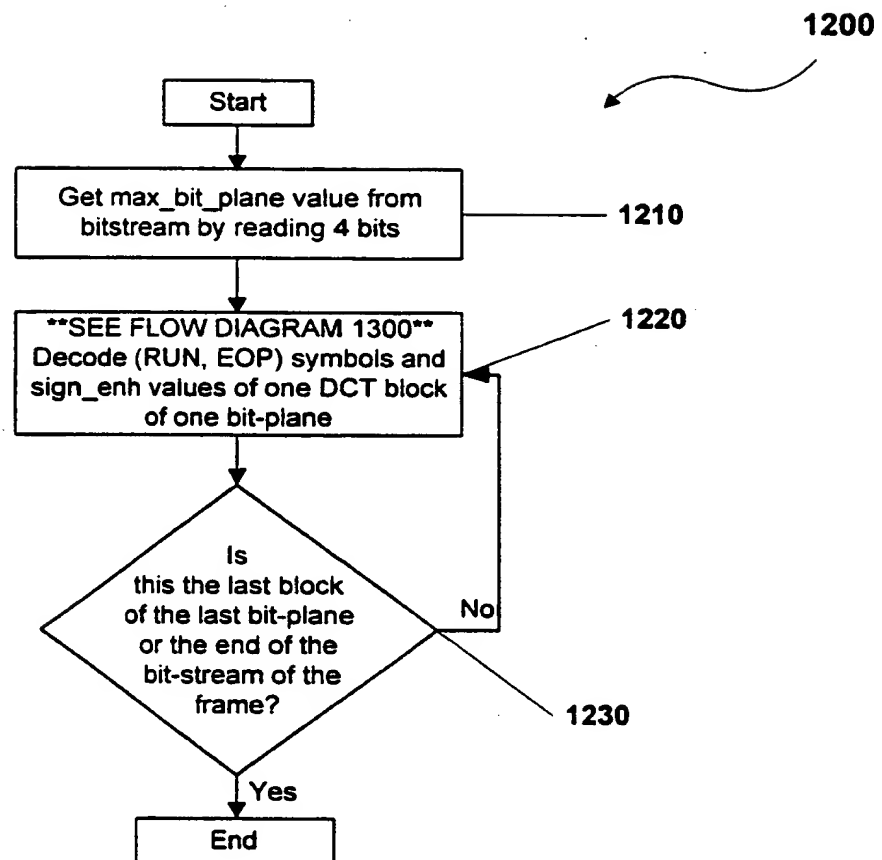 1200
Start
Get max_bit_plane value from
bitstream by reading 4 bits
1210
**SEE FLOW DIAGRAM 1300**
Decode (RUN, EOP) symbols and
sign_enh values of one DCT block
of one bit-plane
1220
Is
this the last block
of the last bit-plane
or the end of the
bit-stream of the
frame?
No
1230
Yes
End